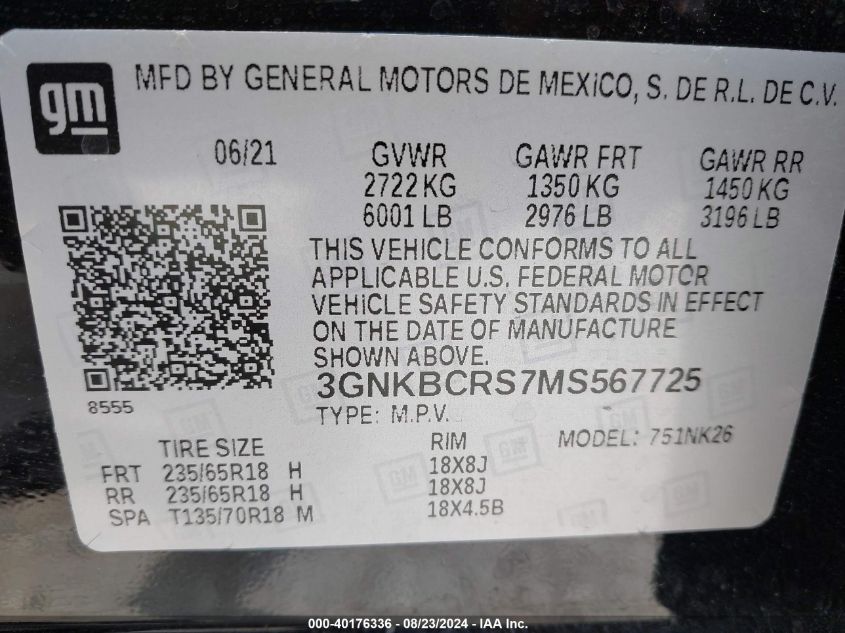 gm
MFD BY GENERAL MOTORS DE MEXICO, S. DE R.L. DE C.V.
06/21 GVWR GAWR FRT GAWR RR
2722 KG 1350 KG 1450 KG
6001 LB 2976 LB 3196 LB
THIS VEHICLE CONFORMS TO ALL
APPLICABLE U.S. FEDERAL MOTOR
VEHICLE SAFETY STANDARDS IN EFFECT
ON THE DATE OF MANUFACTURE
SHOWN ABOVE.
3GNKBCRS7MS567725
8555
TYPE: M.P.V.
TIRE SIZE RIM MODEL: 751NK26
FRT 235/65R18 H 18X8J
RR 235/65R18 H 18X8J
SPA T135/70R18 M 18X4.5B
000-40176336 - 08/23/2024 - IAA Inc.